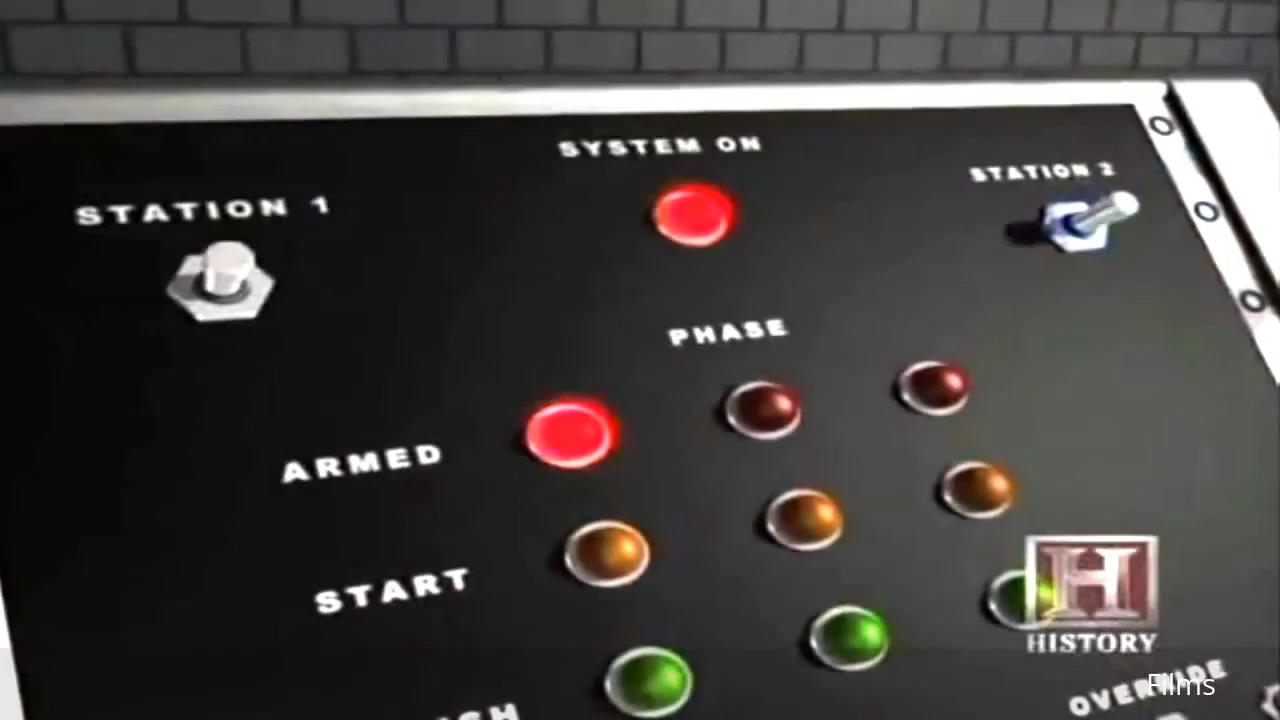 SYSTEM ON
STATION 1
STATION 2
PHASE
ARMED
START
H
HISTORY
OVERRIDE
Films